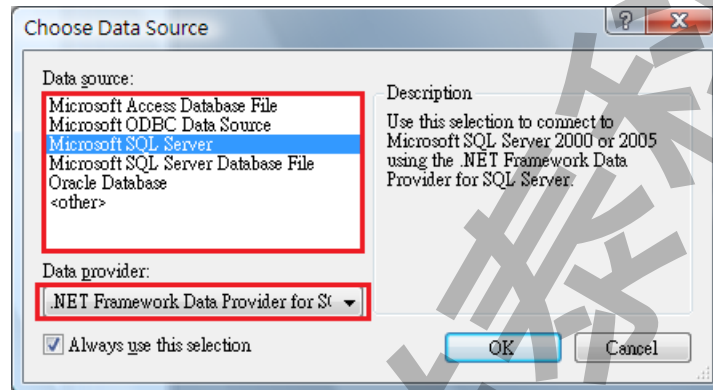 Choose Data Source
Data source:
Microsoft Access Database File
Microsoft ODBC Data Source
Microsoft SQL Server
Microsoft SQL Server Database File
Oracle Database
<other>
Data provider:
.NET Framework Data Provider for S
Always use this selection
Description
Use this selection to connect to
Microsoft SQL Server 2000 or 2005
using the .NET Framework Data
Provider for SQL Server.
OK
Cancel